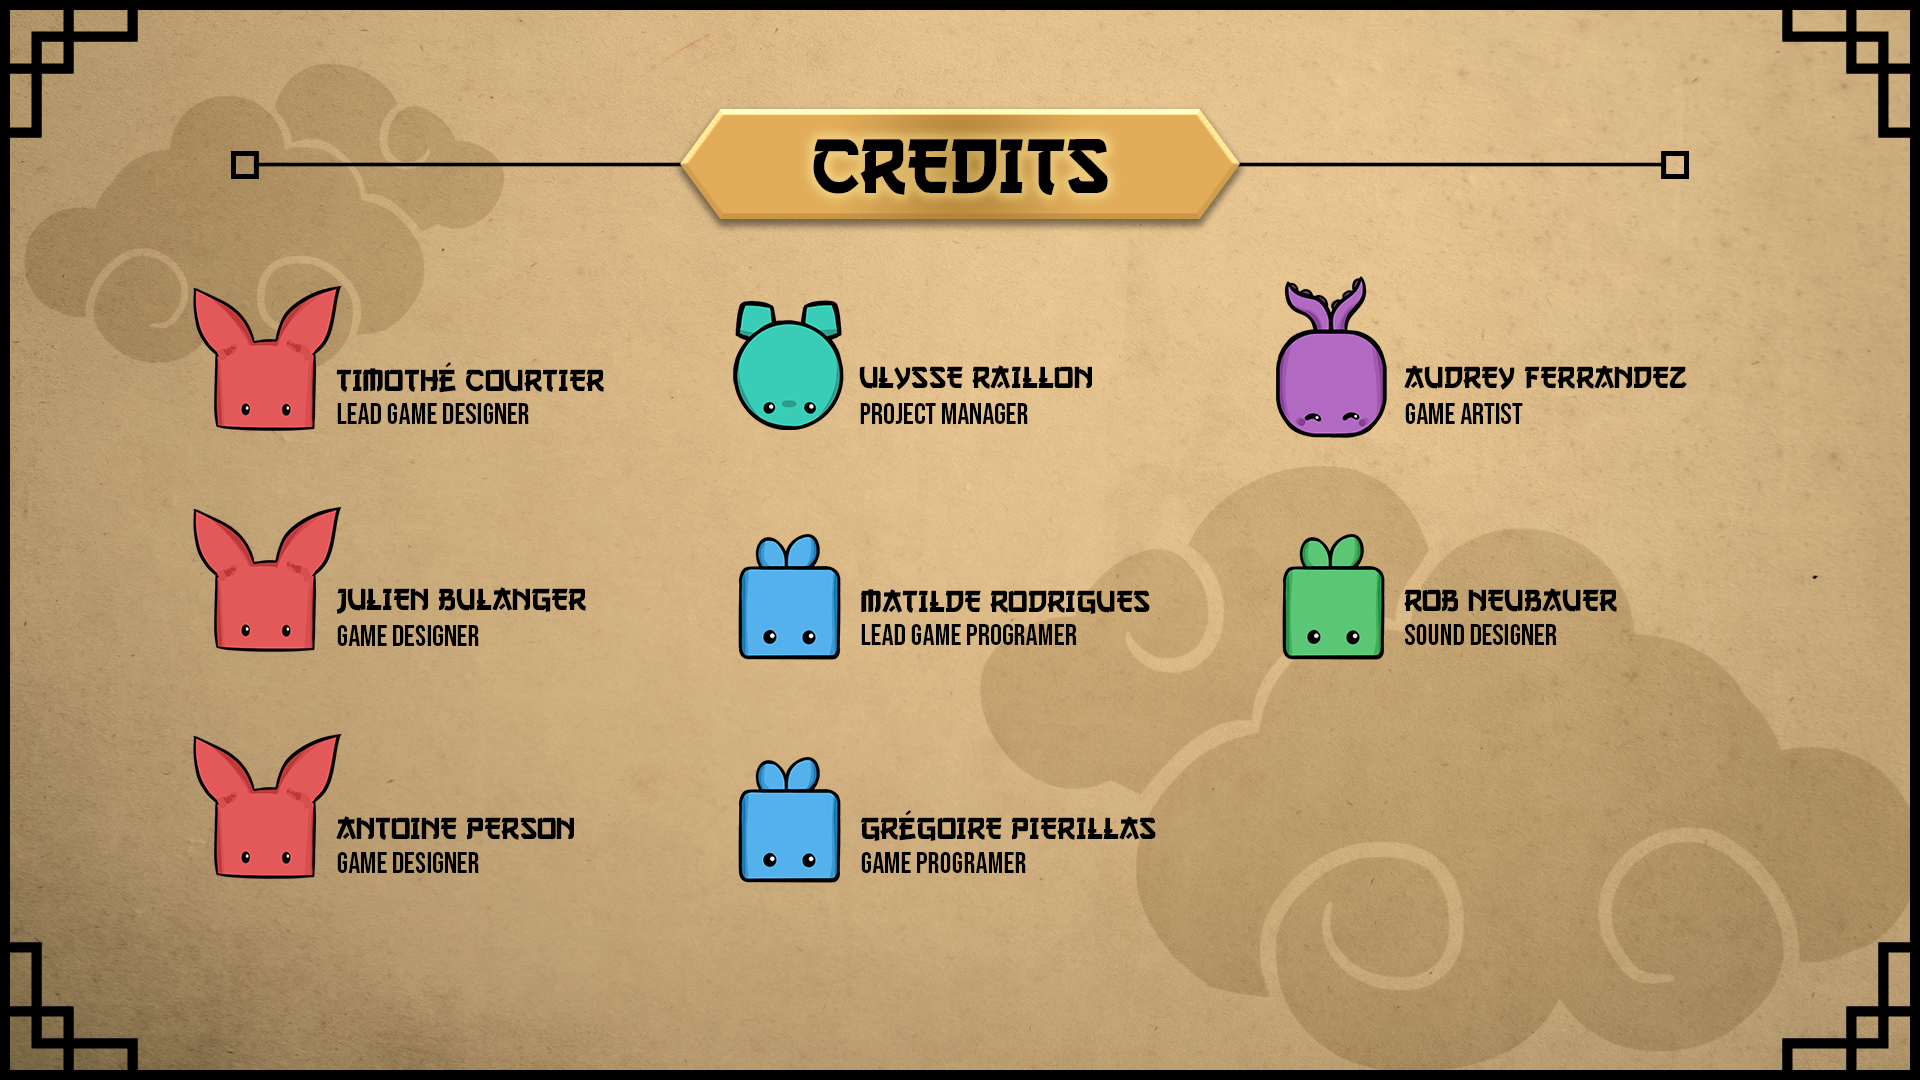 CREDITS
TIMOTHÉ COURTIER
LEAD GAME DESIGNER
ULYSSE RAILLON
PROJECT MANAGER
AUDREY FERRANDEZ
GAME ARTIST
JULIEN BULANGER
GAME DESIGNER
MATILDE RODRIGUES
LEAD GAME PROGRAMER
ROB NEUBAUER
SOUND DESIGNER
ANTOINE PERSON
GAME DESIGNER
GRÉGOIRE PIERILLAS
GAME PROGRAMER